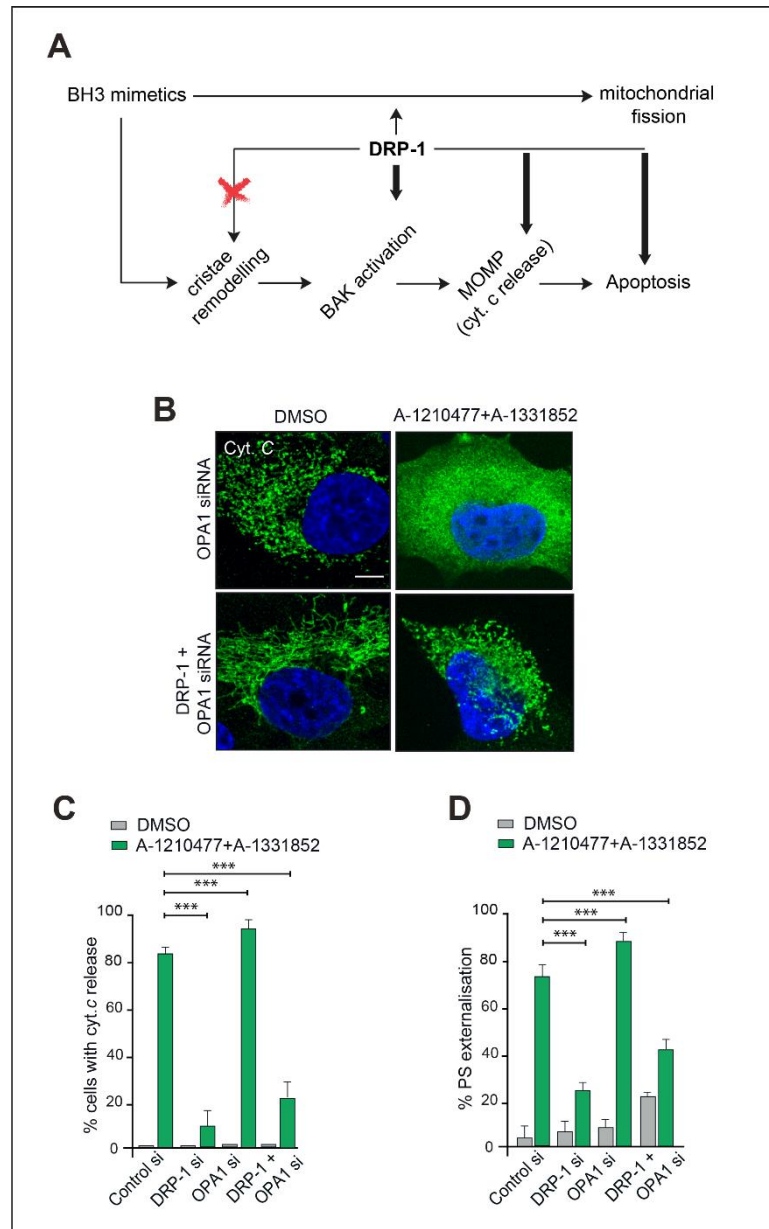 A
BH3 mimetics
mitochondrial
fission
DRP-1
cristae
remodelling
BAK activation
MOMP
(cyt. c release)
Apoptosis
B
DMSO
A-1210477+A-1331852
Cyt. C
OPA1 siRNA
DRP-1 +
OPA1 siRNA
C
DMSO
A-1210477+A-1331852
***
***
***
% cells with cyt.c release
100
80
60
40
20
0
Control si
DRP-1 si
OPA1 si
DRP-1 +
OPA1 si
D
DMSO
A-1210477+A-1331852
***
***
***
% PS externalisation
100
80
60
40
20
0
Control si
DRP-1 si
OPA1 si
DRP-1 +
OPA1 si